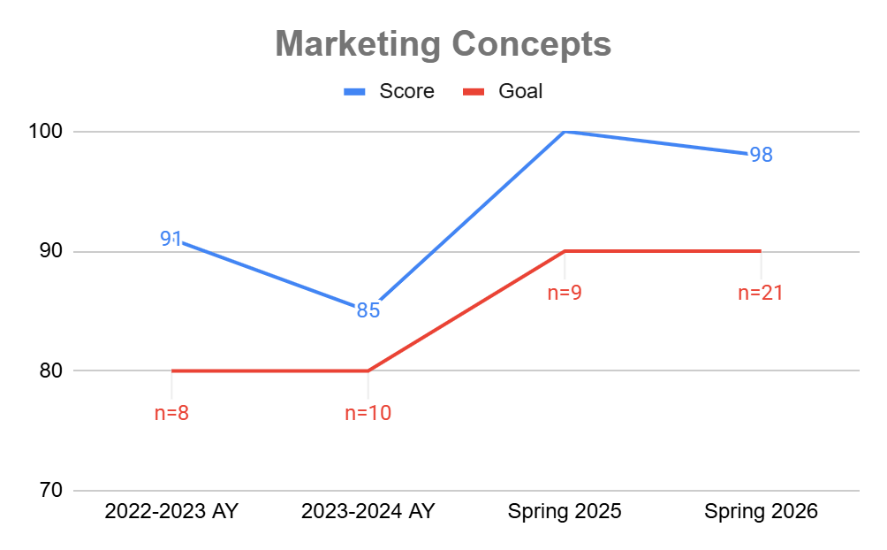 Marketing Concepts
Score Goal
100
98
91
90
n=9 n=21
85
80
n=8 n=10
70
2022-2023 AY 2023-2024 AY Spring 2025 Spring 2026